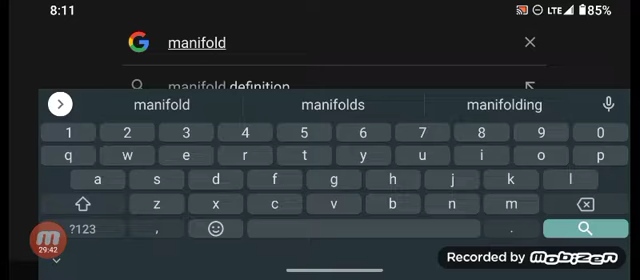 8:11 LTE 85%
manifold
manifold definition
manifold manifolds manifolding
1 2 3 4 5 6 7 8 9 0
q w e r t y u i o p
a s d f g h j k l
z x c v b n m
?123 , .
29:42
Recorded by MOBIZEN